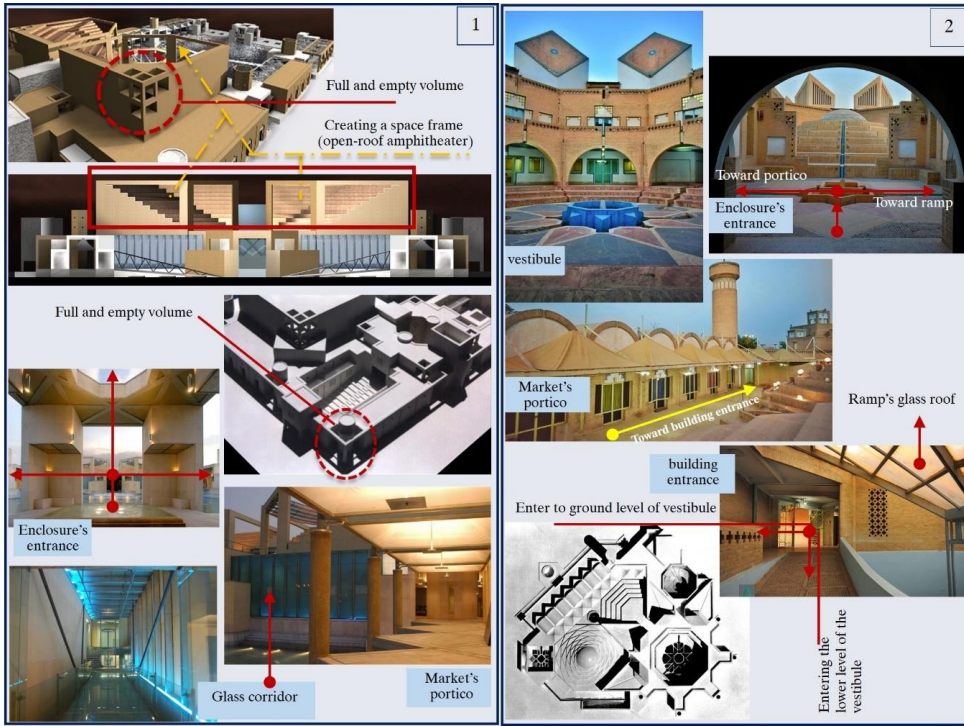 1
Full and empty volume
Creating a space frame
(open-roof amphitheater)
Full and empty volume
Enclosure's
entrance
Glass corridor
Market's
portico
2
vestibule
Toward portico
Enclosure's
entrance
Toward ramp
Market's
portico
Toward building entrance
Ramp's glass roof
building
entrance
Enter to ground level of vestibule
Entering the
lower level of the
vestibule